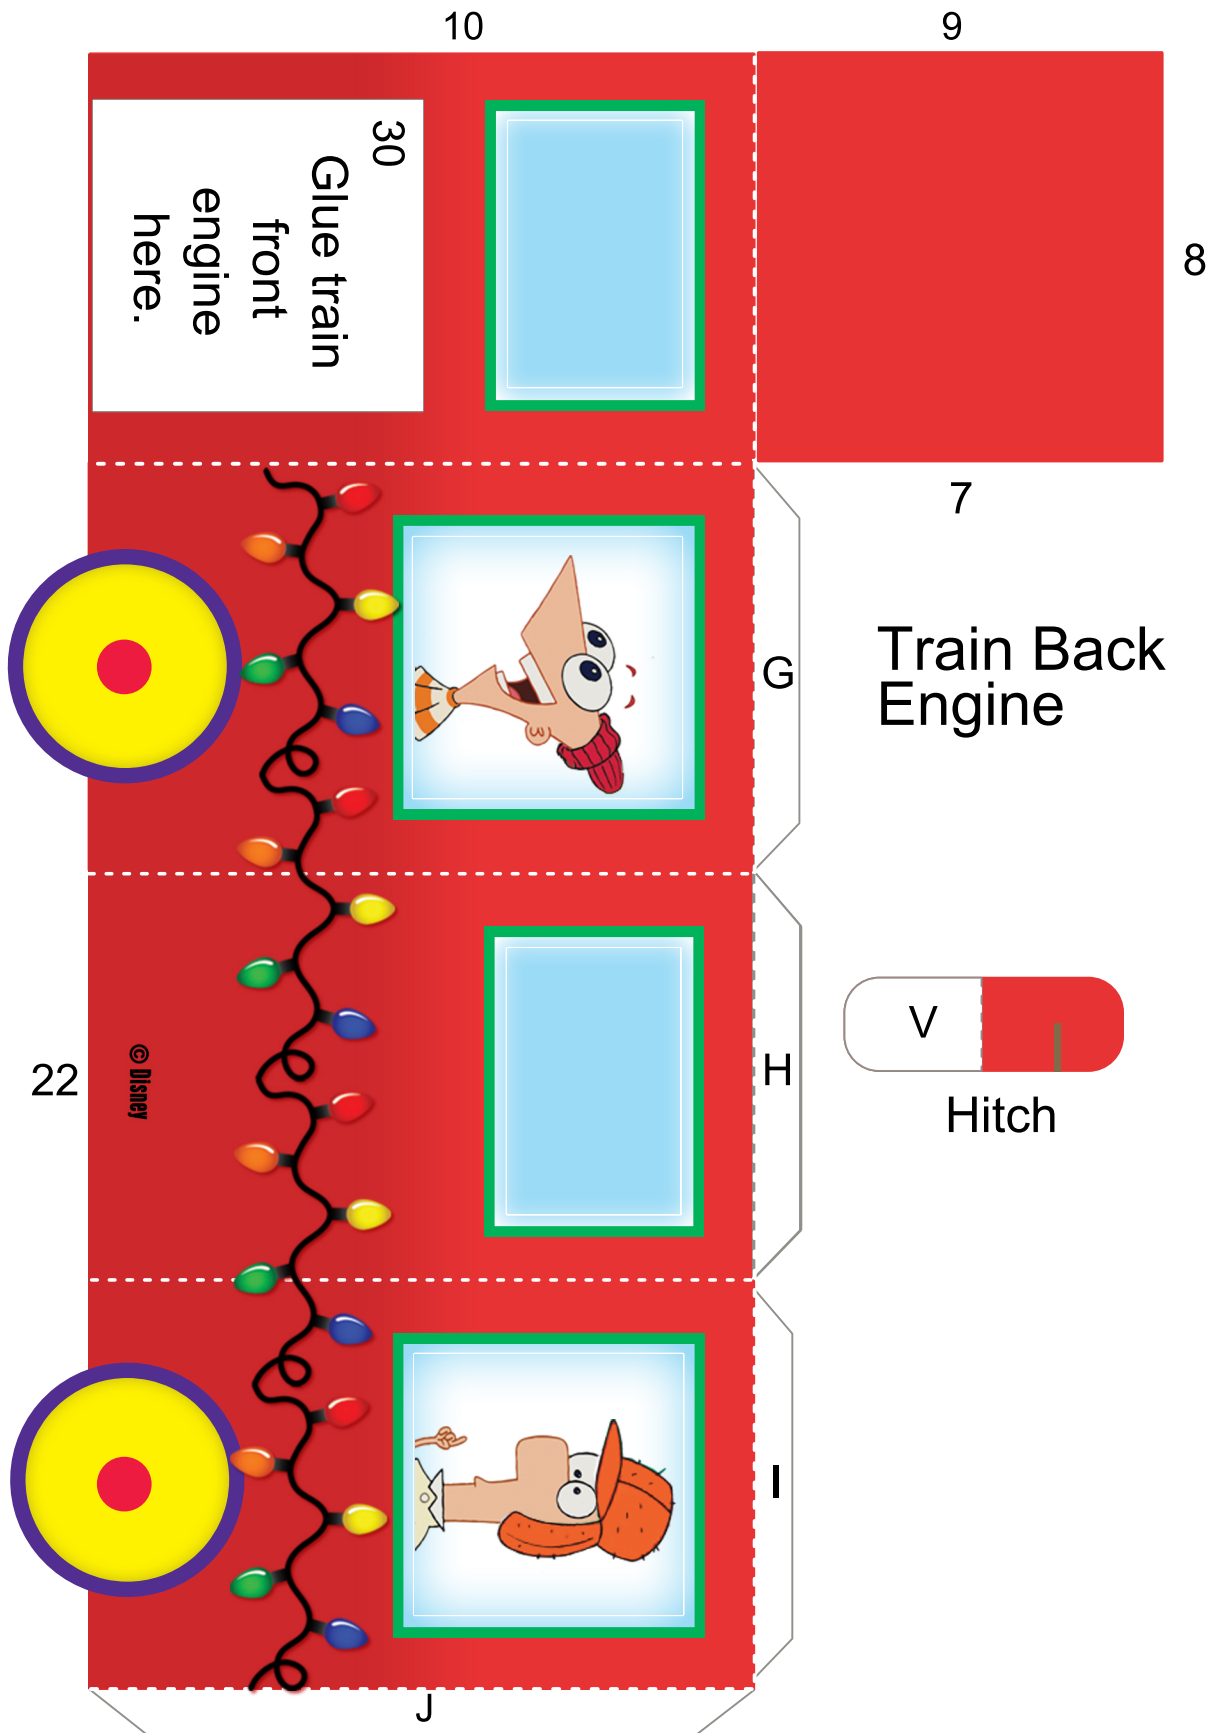 10
9
30
Glue train
front
engine
here.
8
7
G
Train Back
Engine
V
H
22
© Disney
Hitch
I
J